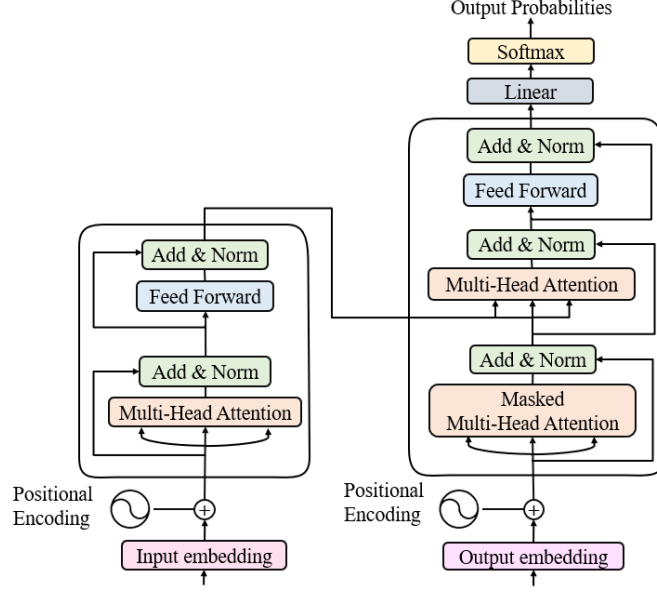 Output Probabilities
Softmax
Linear
Add & Norm
Feed Forward
Add & Norm
Multi-Head Attention
Add & Norm
Masked
Multi-Head Attention
Positional
Encoding
Output embedding
Add & Norm
Feed Forward
Add & Norm
Multi-Head Attention
Positional
Encoding
Input embedding